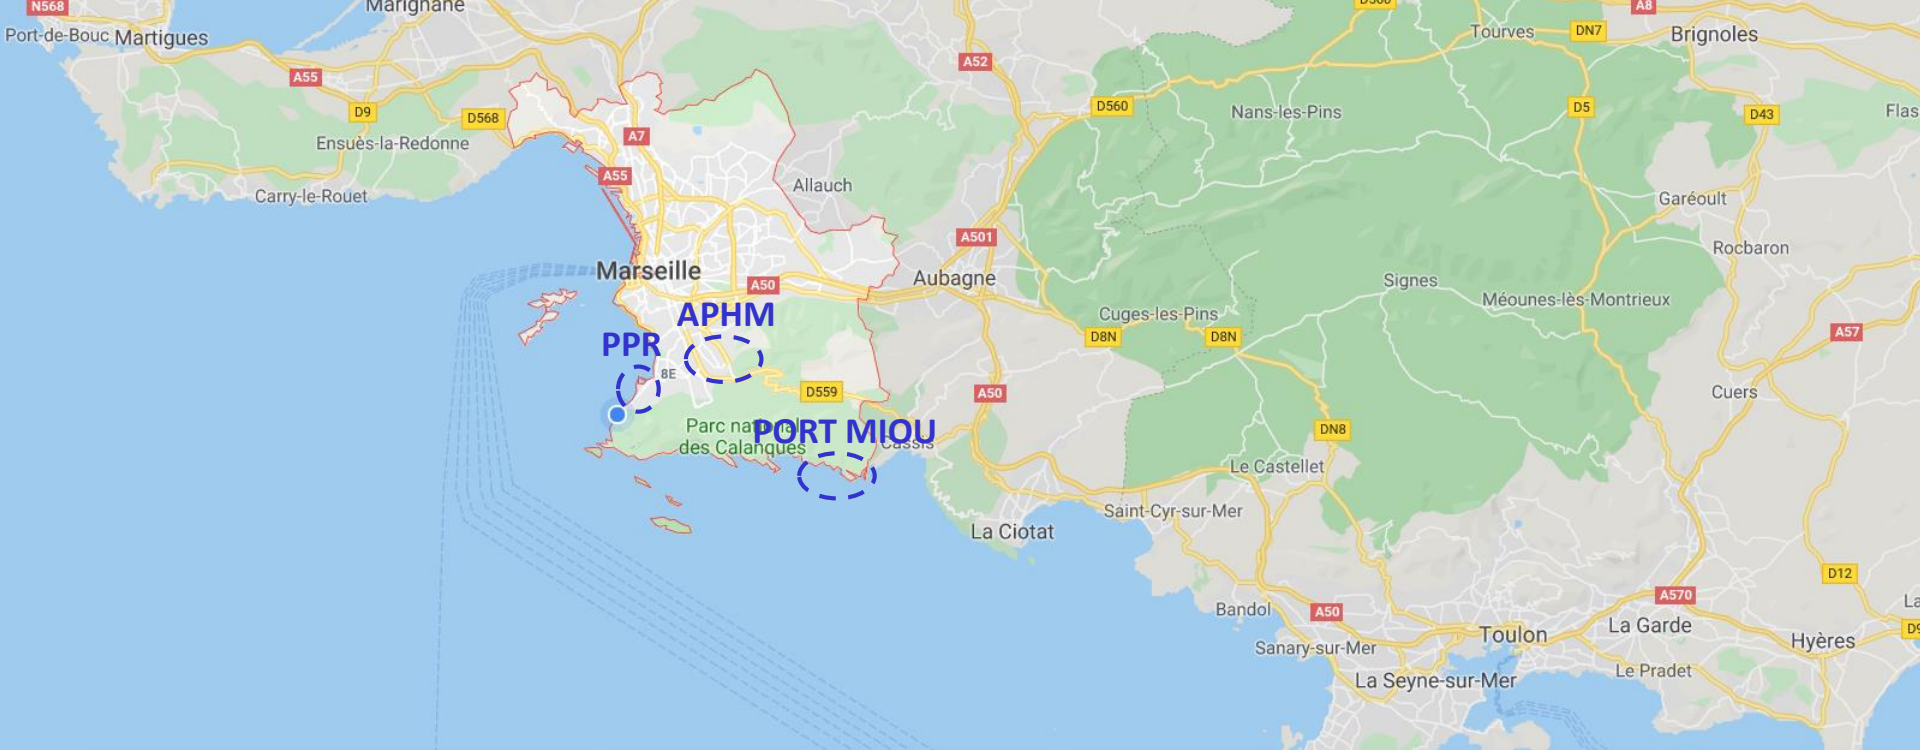 N568
Marignane
D560
A8
Port-de-Bouc
Martigues
Tourves
DN7
Brignoles
A52
A55
D9
D568
D560
Nans-les-Pins
D5
D43
Flas
Ensuès-la-Redonne
A7
A55
Carry-le-Rouet
Allauch
Garéoult
A501
Rocbaron
Marseille
A50
Aubagne
Signes
Méounes-lès-Montrieux
APHM
Cuges-les-Pins
PPR
D8N
D8N
A57
8E
D559
A50
Cuers
Parc national
des Calanques
PORT MIOU
Cassis
DN8
Le Castellet
Saint-Cyr-sur-Mer
La Ciotat
D12
Bandol
A50
A570
La
Toulon
La Garde
Hyères
D9
Sanary-sur-Mer
La Seyne-sur-Mer
Le Pradet